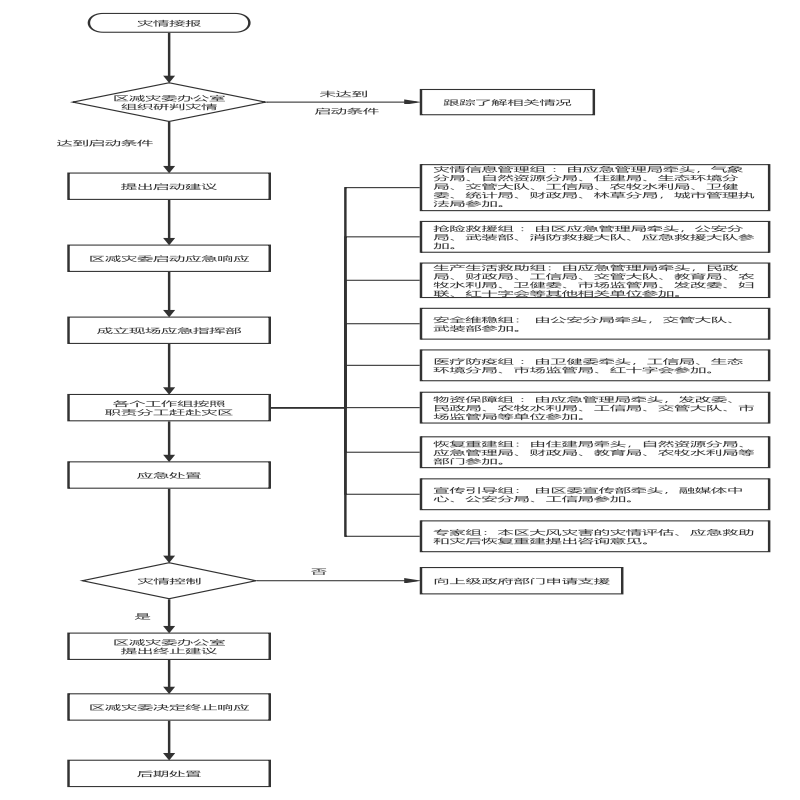 灾情接报
区减灾委办公室
组织研判灾情
未达到
启动条件
跟踪了解相关情况
达到启动条件
提出启动建议
区减灾委启动应急响应
成立现场应急指挥部
各个工作组按照
职责分工赶赴灾区
应急处置
灾情信息管理组：由应急管理局牵头，气象
分局、自然资源分局、住建局、生态环境分
局、交管大队、工信局、农牧水利局、卫健
委、统计局、财政局、林草分局，城市管理执
法局参加。
抢险救援组：由区应急管理局牵头，公安分
局、武装部、消防救援大队、应急救援大队参
加。
生产生活救助组：由应急管理局牵头，民政
局、财政局、工信局、交管大队、教育局、农
牧水利局、卫健委、市场监管局、发改委、妇
联、红十字会等其他相关单位参加。
安全维稳组：由公安分局牵头，交管大队、
武装部参加。
医疗防疫组：由卫健委牵头，工信局、生态
环境分局、市场监管局、红十字会参加。
物资保障组：由应急管理局牵头，发改委、
民政局、农牧水利局、工信局、交管大队、市
场监管局等单位参加。
恢复重建组：由住建局牵头，自然资源分局、
应急管理局、财政局、教育局、农牧水利局等
部门参加。
宣传引导组：由区委宣传部牵头，融媒体中
心、公安分局、工信局参加。
专家组：本区大风灾害的灾情评估、应急救助
和灾后恢复重建提出咨询意见。
灾情控制
否
向上级政府部门申请支援
是
区减灾委办公室
提出终止建议
区减灾委决定终止响应
后期处置